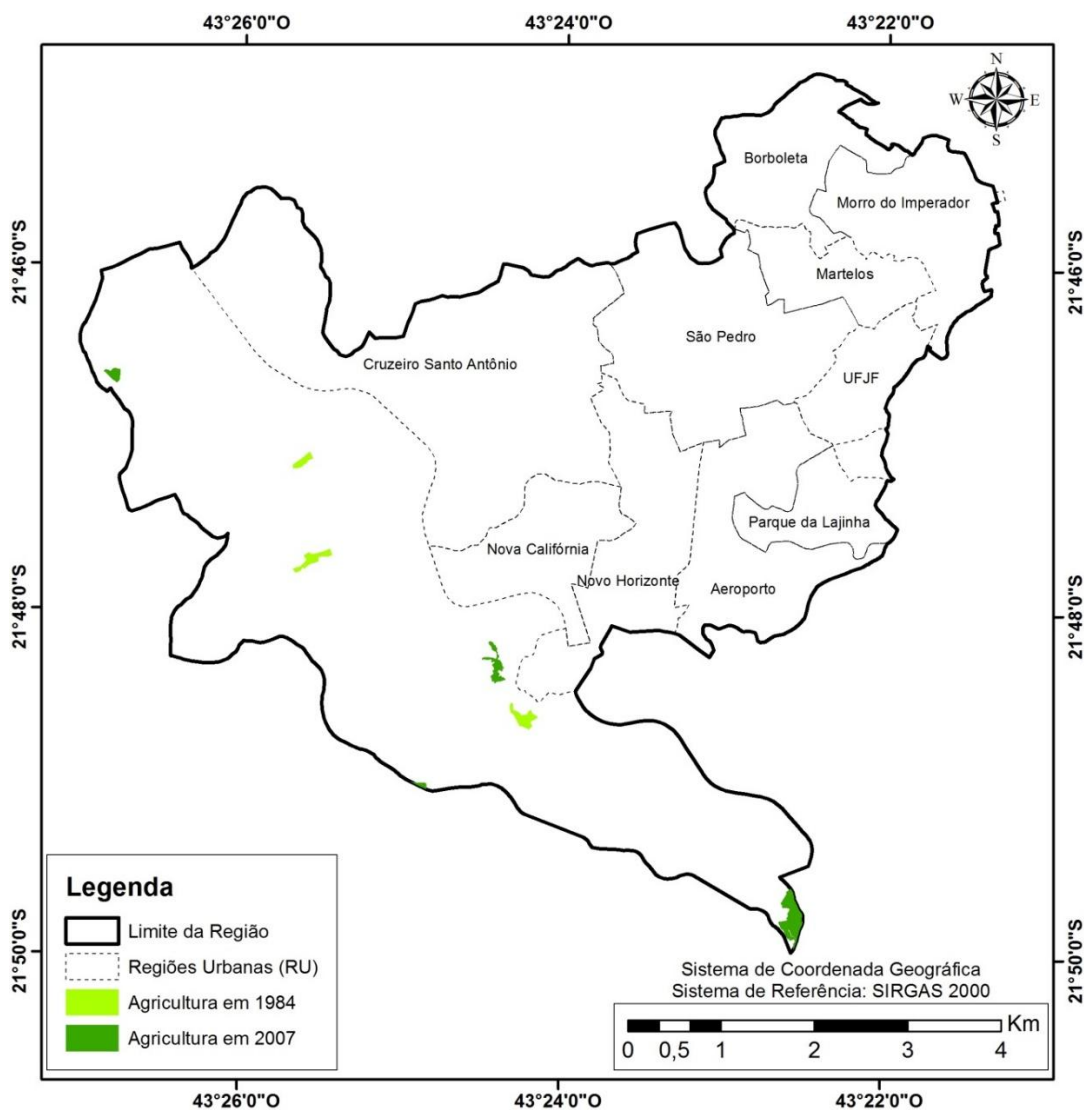 43°26'0"O
43°24'0"O
43°22'0"O
N
W
E
S
Borboleta
Morro do Imperador
21°46'0"S
21°46'0"S
Martelos
São Pedro
Cruzeiro Santo Antônio
UFJF
Parque da Lajinha
Nova Califórnia
Novo Horizonte
Aeroporto
21°48'0"S
21°48'0"S
Legenda
Limite da Região
Regiões Urbanas (RU)
Agricultura em 1984
Agricultura em 2007
21°50'0"S
21°50'0"S
Sistema de Coordenada Geográfica
Sistema de Referência: SIRGAS 2000
Km
0 0,5 1 2 3 4
43°26'0"O
43°24'0"O
43°22'0"O